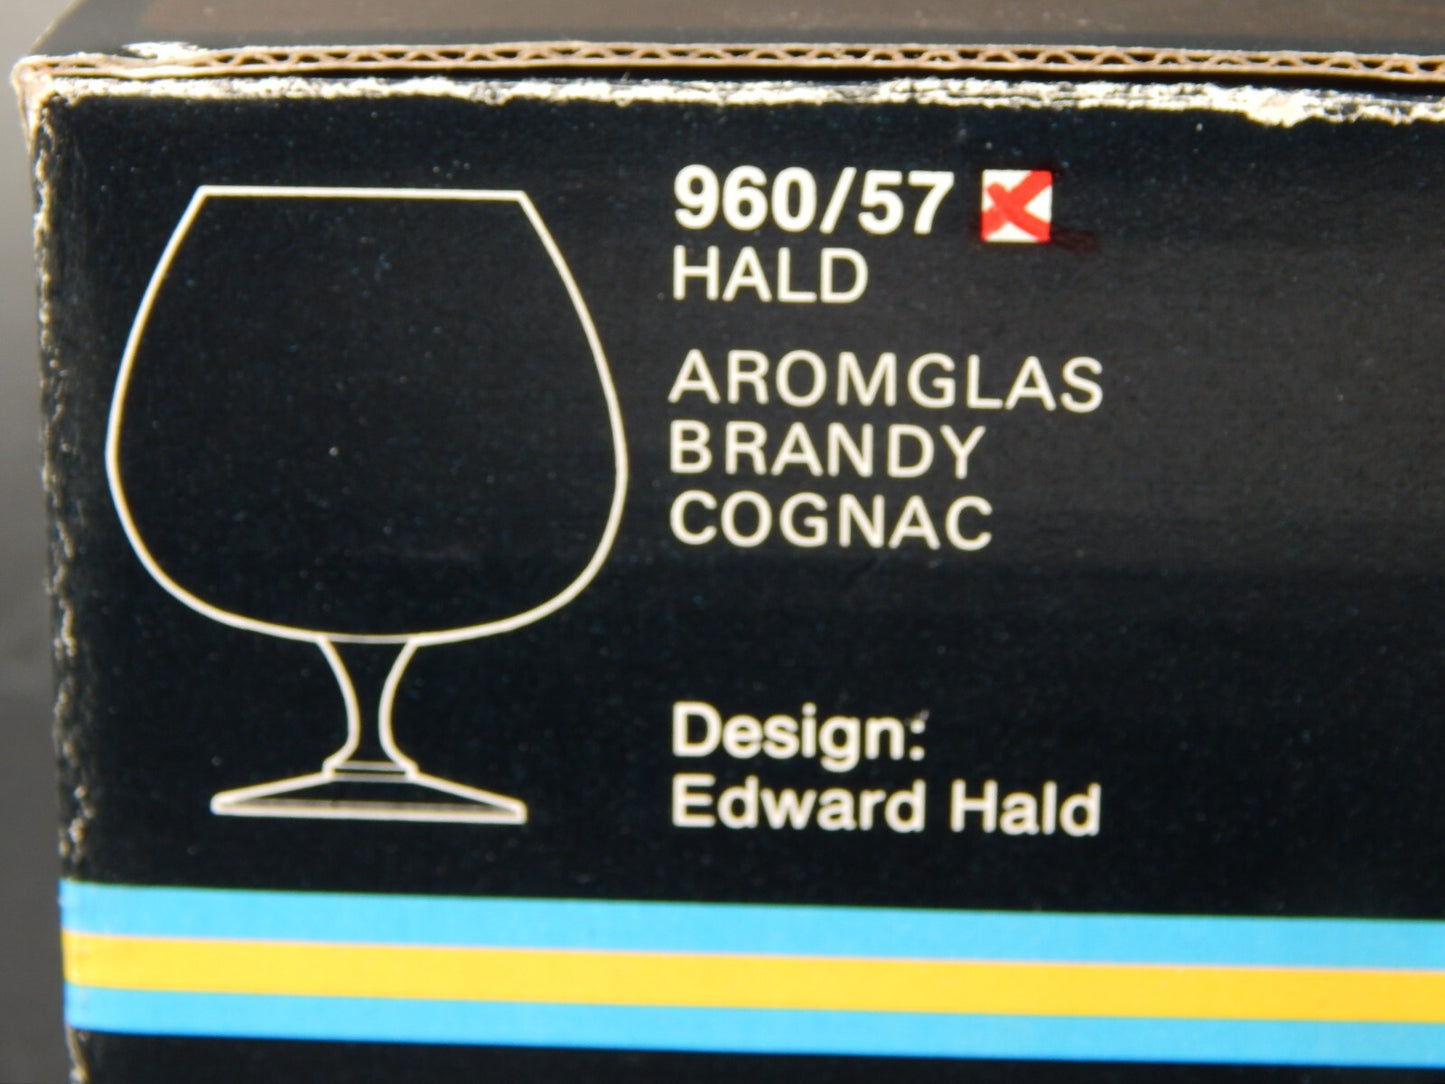 960/57
HALD
AROMGLAS
BRANDY
COGNAC
Design:
Edward Hald